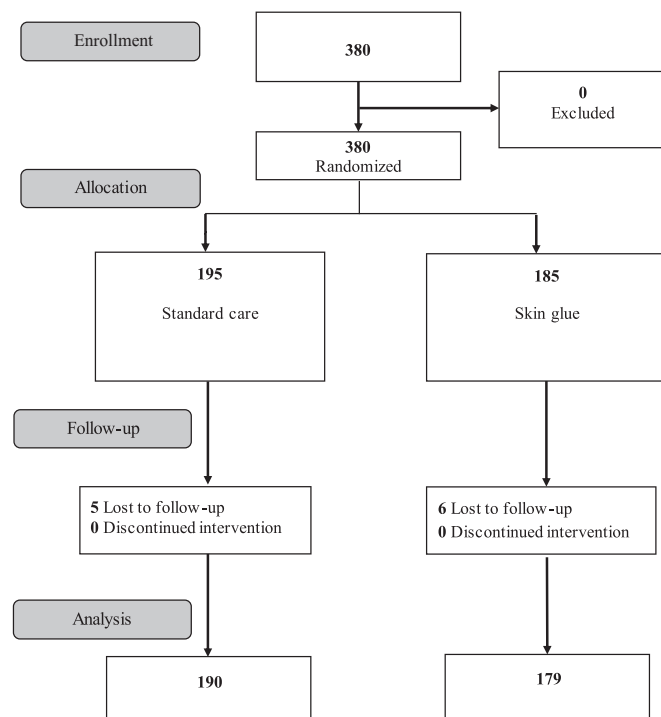 Enrollment
380
0
Excluded
380
Randomized
Allocation
195
Standard care
185
Skin glue
Follow-up
5 Lost to follow-up
0 Discontinued intervention
6 Lost to follow-up
0 Discontinued intervention
Analysis
190
179